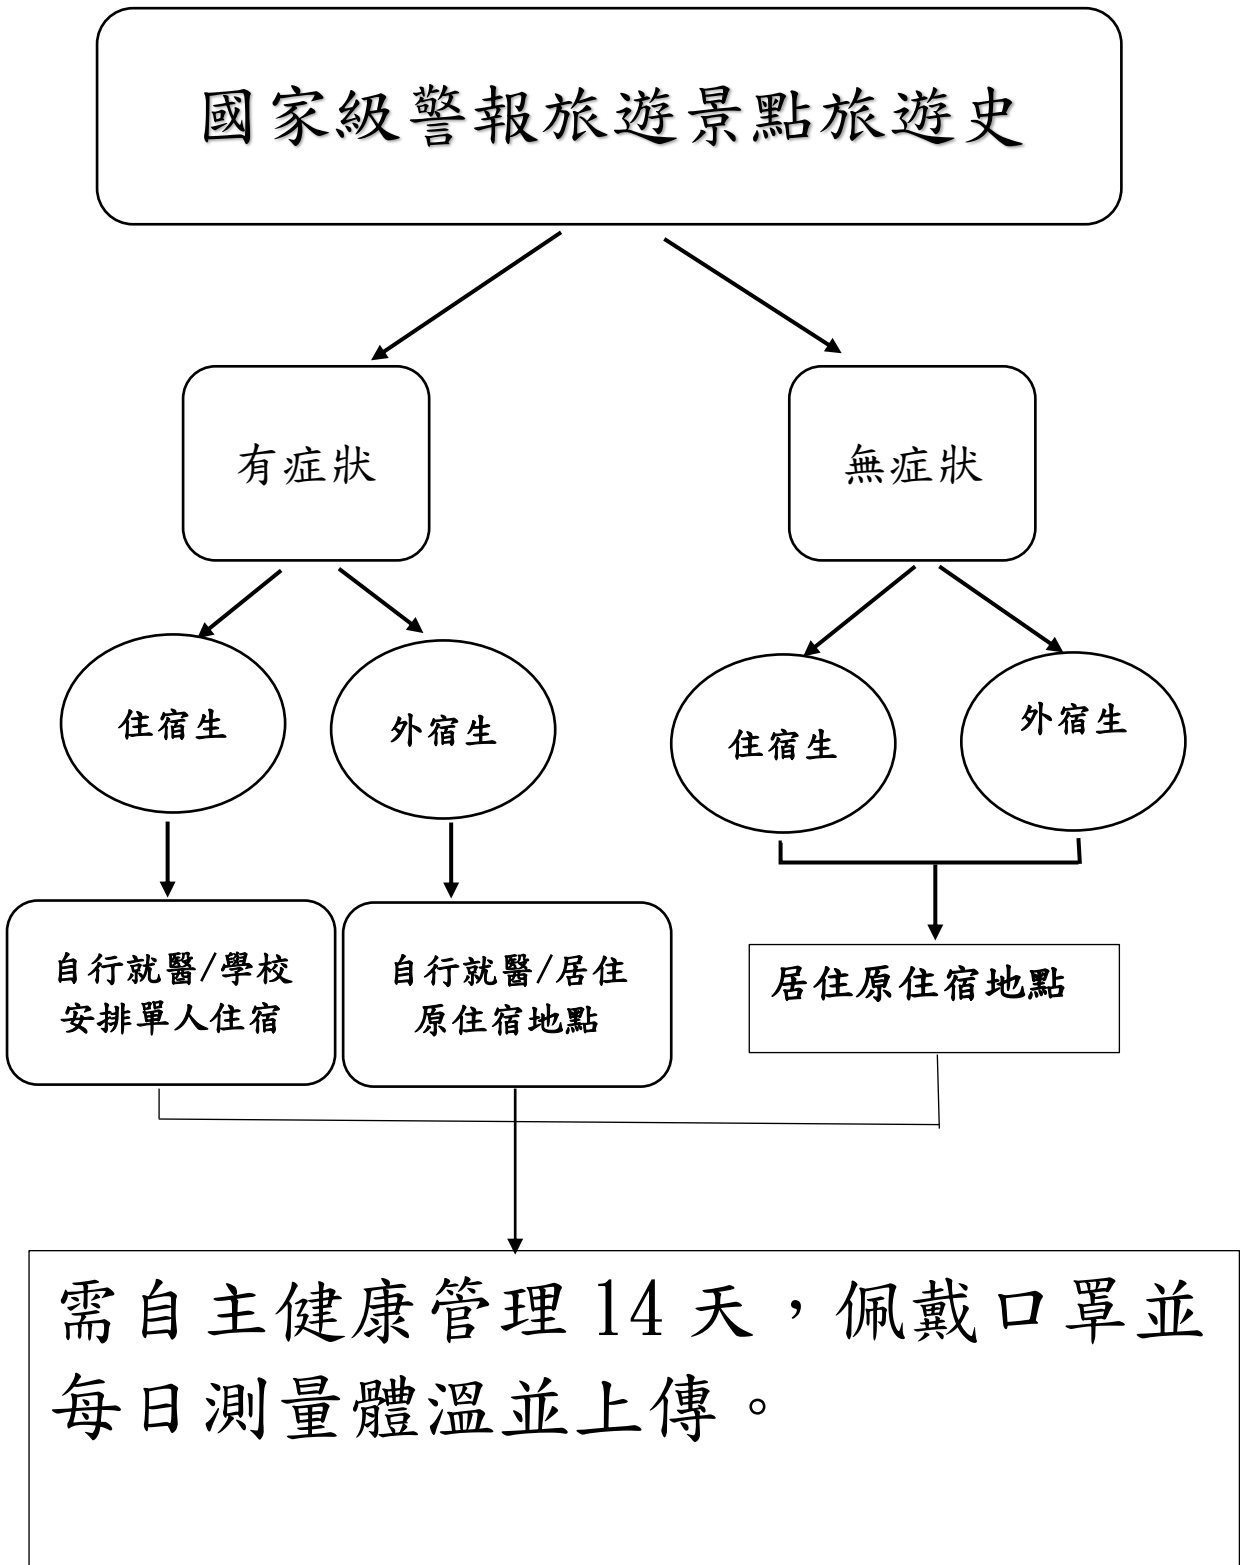 國家級警報旅遊景點旅遊史
有症狀
無症狀
住宿生
外宿生
住宿生
外宿生
自行就醫/學校
安排單人住宿
自行就醫/居住
原住宿地點
居住原住宿地點
需自主健康管理14天，佩戴口罩並
每日測量體溫並上傳。